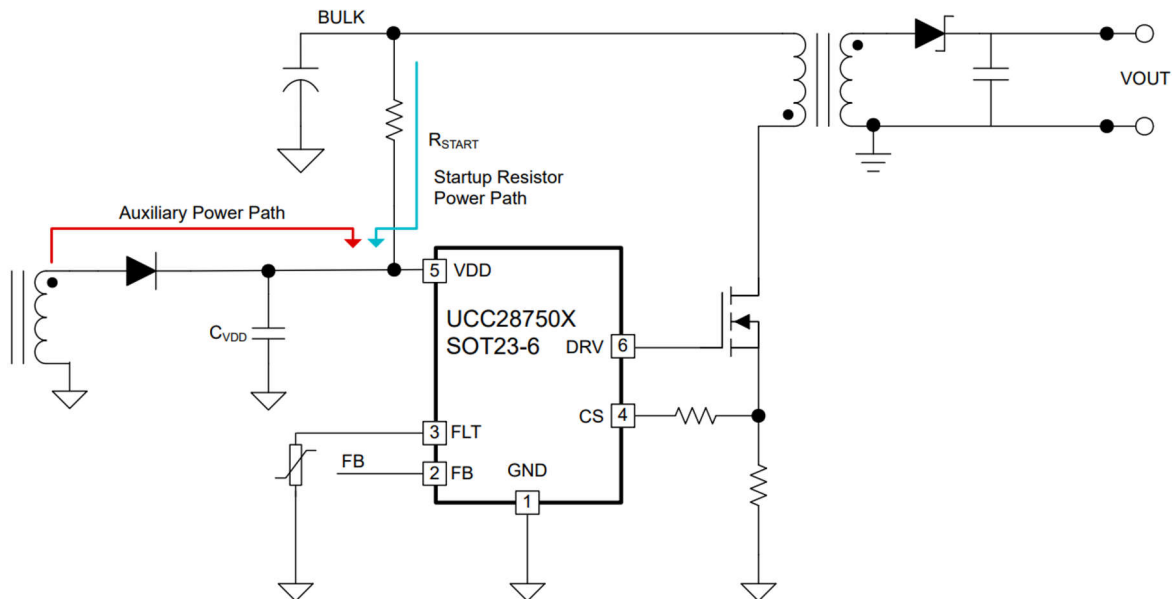 BULK
VOUT
RSTART
Startup Resistor
Power Path
Auxiliary Power Path
5 VDD
UCC28750X
SOT23-6
CVDD
DRV 6
CS 4
3 FLT
FB
2 FB
GND
1